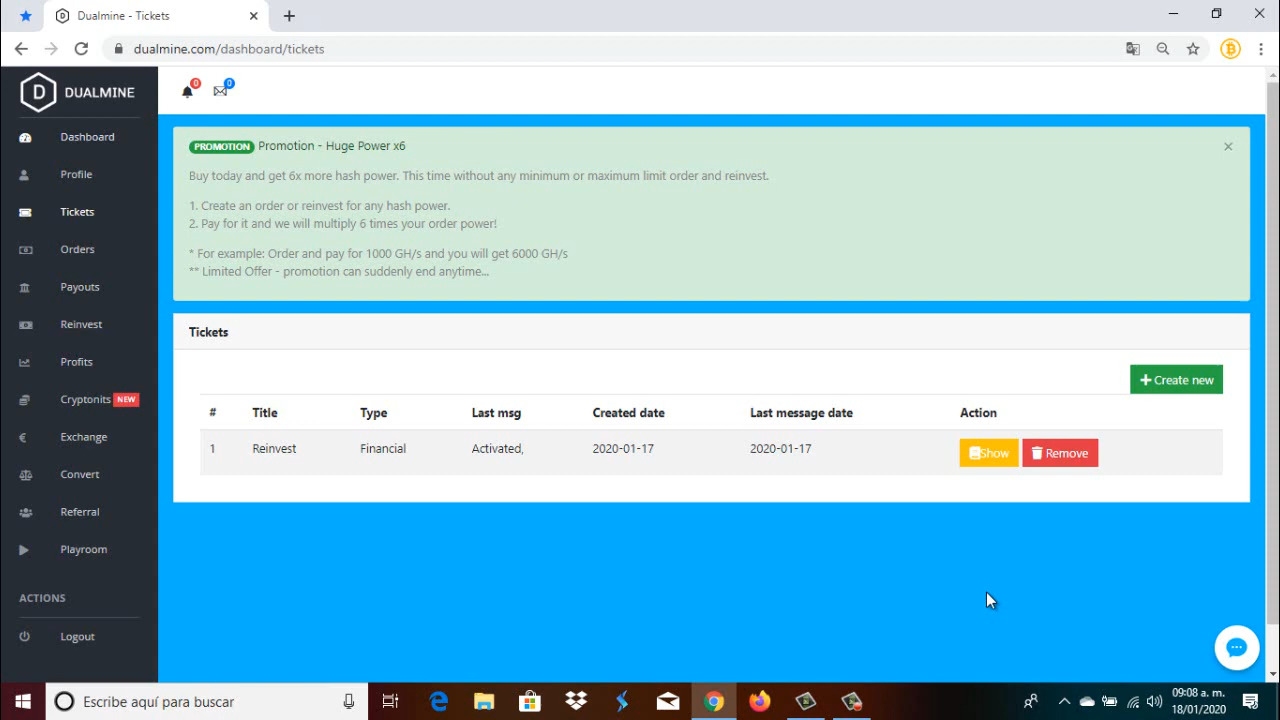 Dualmine - Tickets
dualmine.com/dashboard/tickets
DUALMINE
0
0
Dashboard
Profile
Tickets
Orders
Payouts
Reinvest
Profits
Cryptonits NEW
Exchange
Convert
Referral
Playroom
ACTIONS
Logout
PROMOTION Promotion - Huge Power x6
Buy today and get 6x more hash power. This time without any minimum or maximum limit order and reinvest.
1. Create an order or reinvest for any hash power.
2. Pay for it and we will multiply 6 times your order power!
* For example: Order and pay for 1000 GH/s and you will get 6000 GH/s
** Limited Offer - promotion can suddenly end anytime...
Tickets
Create new
# Title Type Last msg Created date Last message date Action
1 Reinvest Financial Activated, 2020-01-17 2020-01-17 Show Remove
Escribe aquí para buscar
09:08 a. m.
18/01/2020